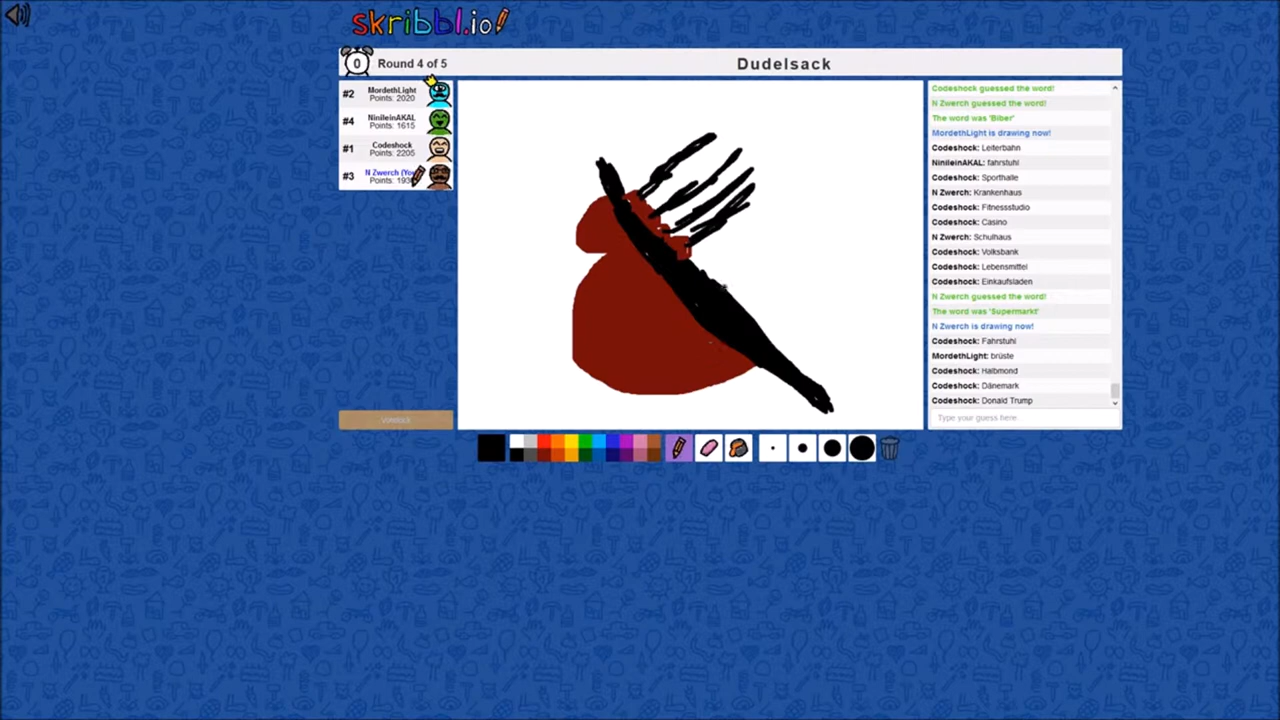 skribbl.io!
0 Round 4 of 5 Dudelsack
#2 MordethLight
Points: 2020
#4 NinileinAKAL
Points: 1615
#1 Codeshock
Points: 2205
#3 N Zwerch (You)
Points: 193
Codeshock guessed the word!
N Zwerch guessed the word!
The word was 'Biber'
MordethLight is drawing now!
Codeshock: Leiterbahn
NinileinAKAL: fahrstuhl
Codeshock: Sporthalle
N Zwerch: Krankenhaus
Codeshock: Fitnessstudio
Codeshock: Casino
N Zwerch: Schulhaus
Codeshock: Volksbank
Codeshock: Lebensmittel
Codeshock: Einkaufsladen
N Zwerch guessed the word!
The word was 'Supermarkt'
N Zwerch is drawing now!
Codeshock: Fahrstuhl
MordethLight: brüste
Codeshock: Halbmond
Codeshock: Dänemark
Codeshock: Donald Trump
Type your guess here